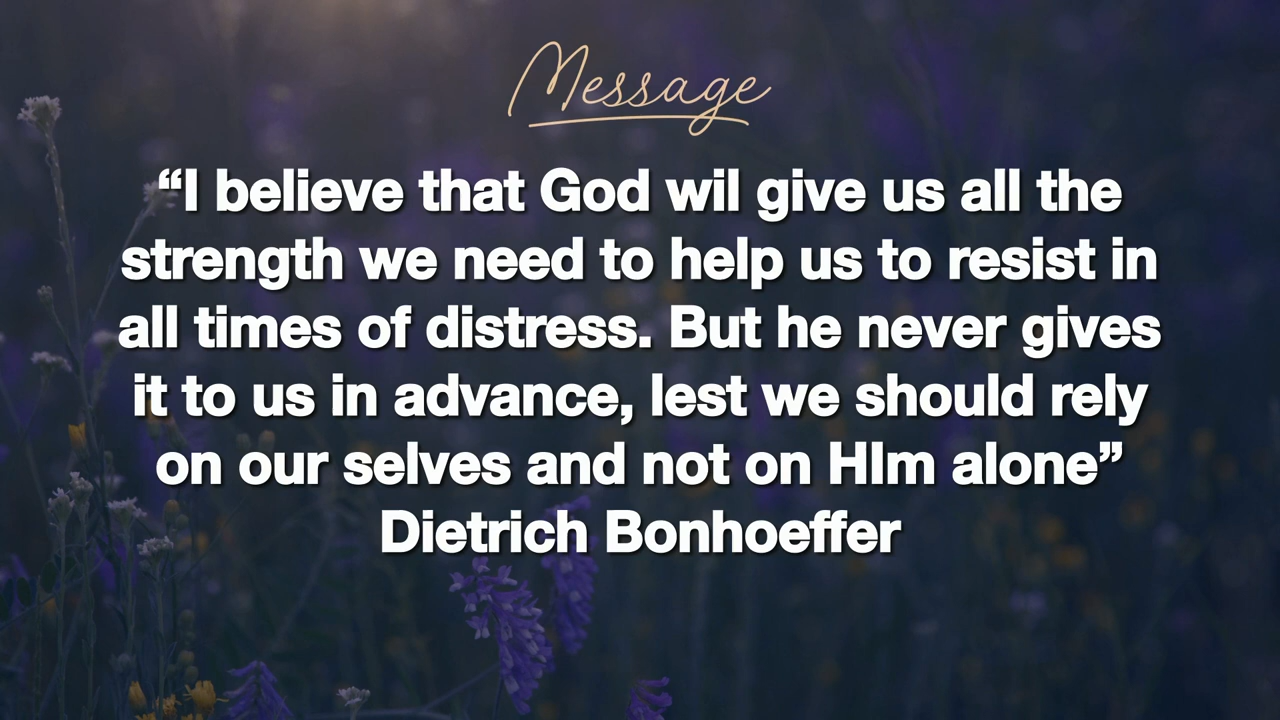 Message
“I believe that God wil give us all the
strength we need to help us to resist in
all times of distress. But he never gives
it to us in advance, lest we should rely
on our selves and not on HIm alone”
Dietrich Bonhoeffer